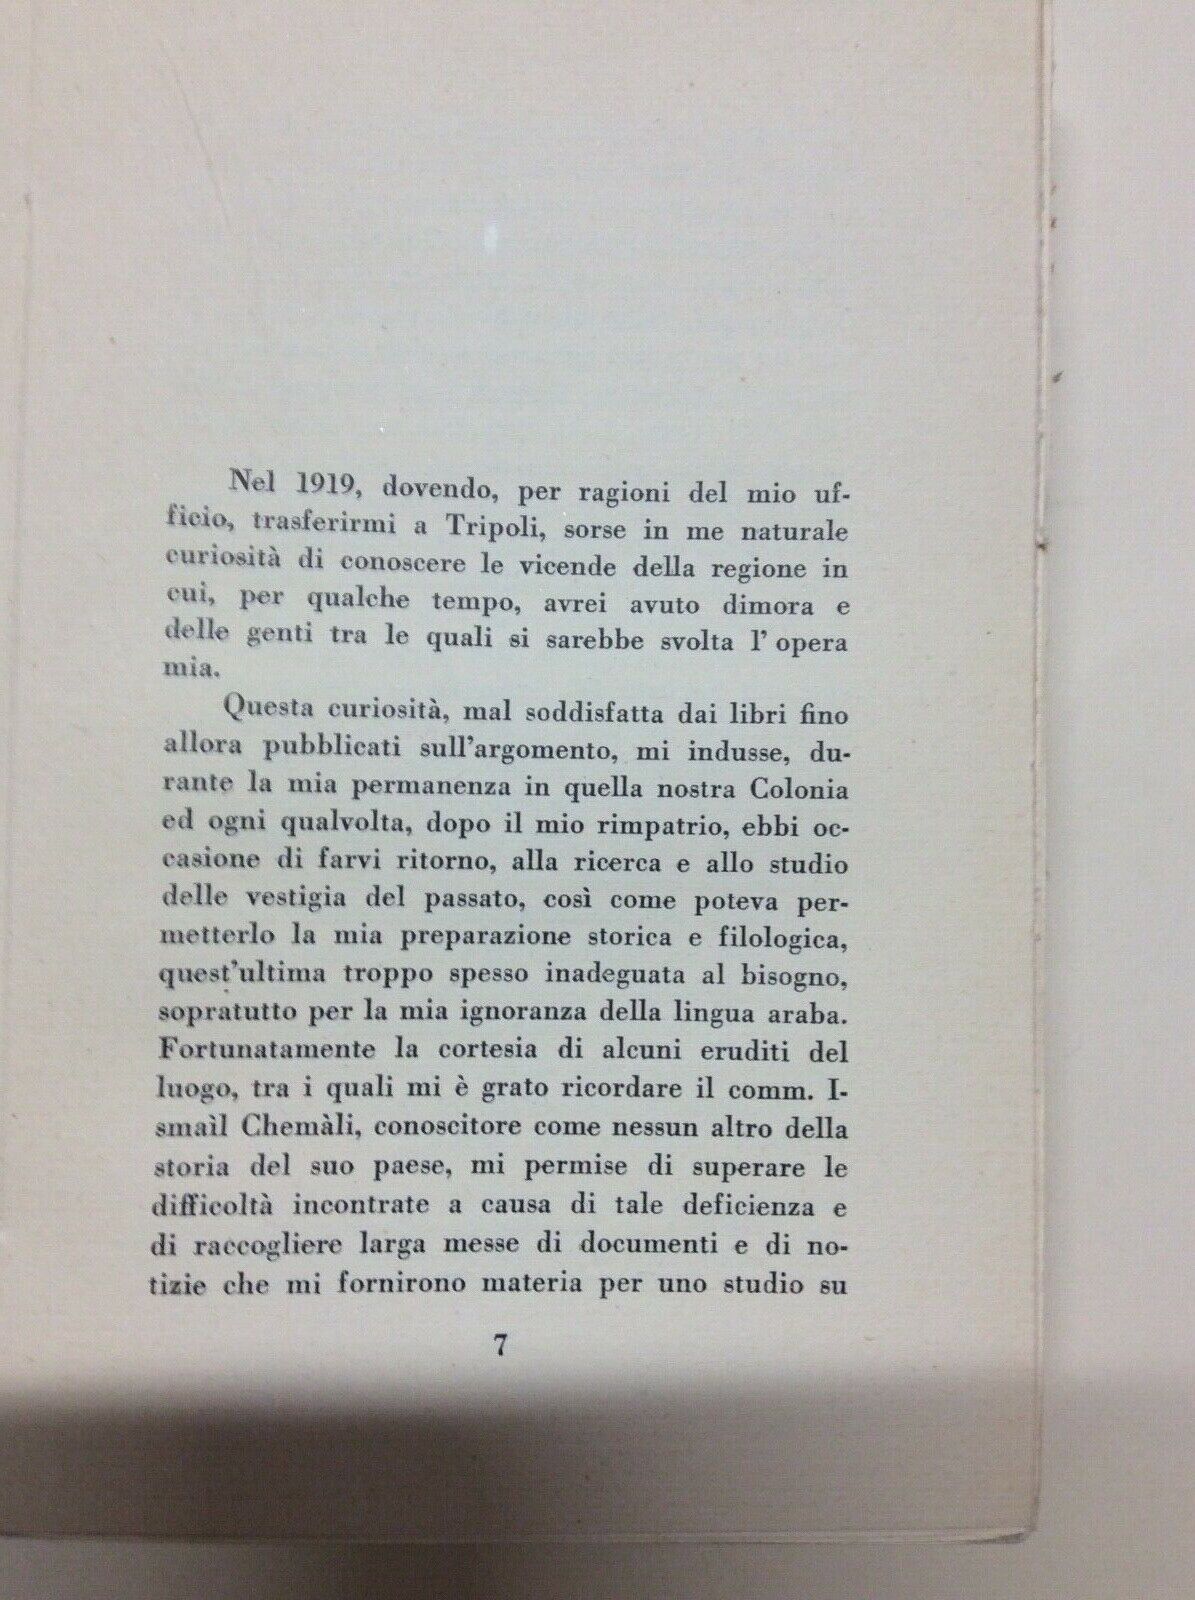 Nel 1919, dovendo, per ragioni del mio uf-
ficio, trasferirmi a Tripoli, sorse in me naturale
curiosità di conoscere le vicende della regione in
cui, per qualche tempo, avrei avuto dimora e
delle genti tra le quali si sarebbe svolta l' opera
mia.
Questa curiosità, mal soddisfatta dai libri fino
allora pubblicati sull'argomento, mi indusse, du-
rante la mia permanenza in quella nostra Colonia
ed ogni qualvolta, dopo il mio rimpatrio, ebbi oc-
casione di farvi ritorno, alla ricerca e allo studio
delle vestigia del passato, così come poteva per-
metterlo la mia preparazione storica e filologica,
quest'ultima troppo spesso inadeguata al bisogno,
sopratutto per la mia ignoranza della lingua araba.
Fortunatamente la cortesia di alcuni eruditi del
luogo, tra i quali mi è grato ricordare il comm. I-
smaìl Chemàli, conoscitore come nessun altro della
storia del suo paese, mi permise di superare le
difficoltà incontrate a causa di tale deficienza e
di raccogliere larga messe di documenti e di no-
tizie che mi fornirono materia per uno studio su
7